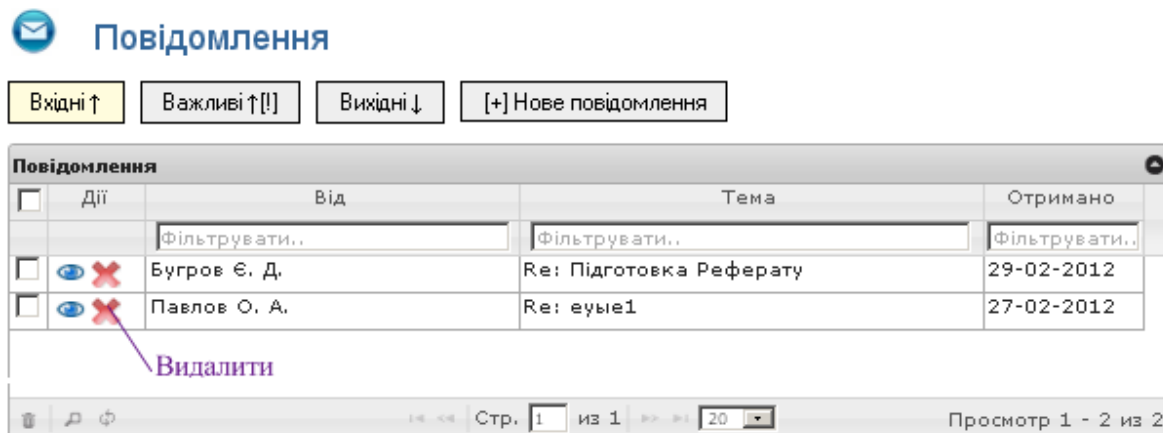 Повідомлення
Вхідні ↑ Важливі ↑[!] Вихідні ↓ [+] Нове повідомлення
Повідомлення
Дії Від Тема Отримано
Фільтрувати.. Фільтрувати.. Фільтрувати..
Бугров Є. Д. Re: Підготовка Реферату 29-02-2012
Павлов О. А. Re: еуые1 27-02-2012
Видалити
Стр. 1 из 1 20 Просмотр 1 - 2 из 2